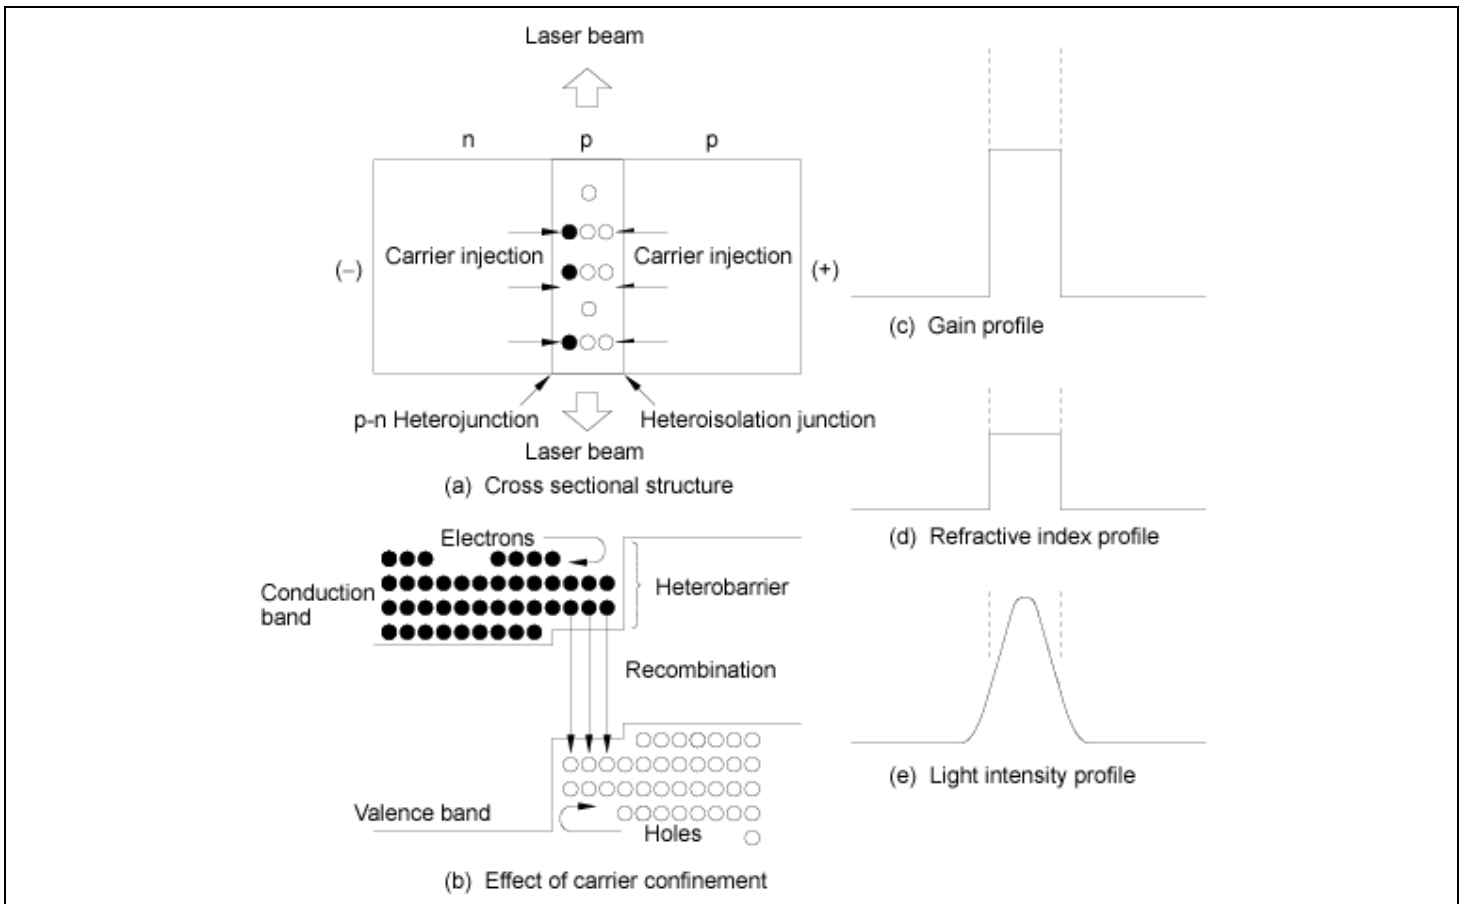 Laser beam
n p p
Carrier injection Carrier injection
(–) (+)
p-n Heterojunction Heteroisolation junction
Laser beam
(a) Cross sectional structure
Electrons
Conduction
band
Heterobarrier
Recombination
Valence band
Holes
(b) Effect of carrier confinement
(c) Gain profile
(d) Refractive index profile
(e) Light intensity profile